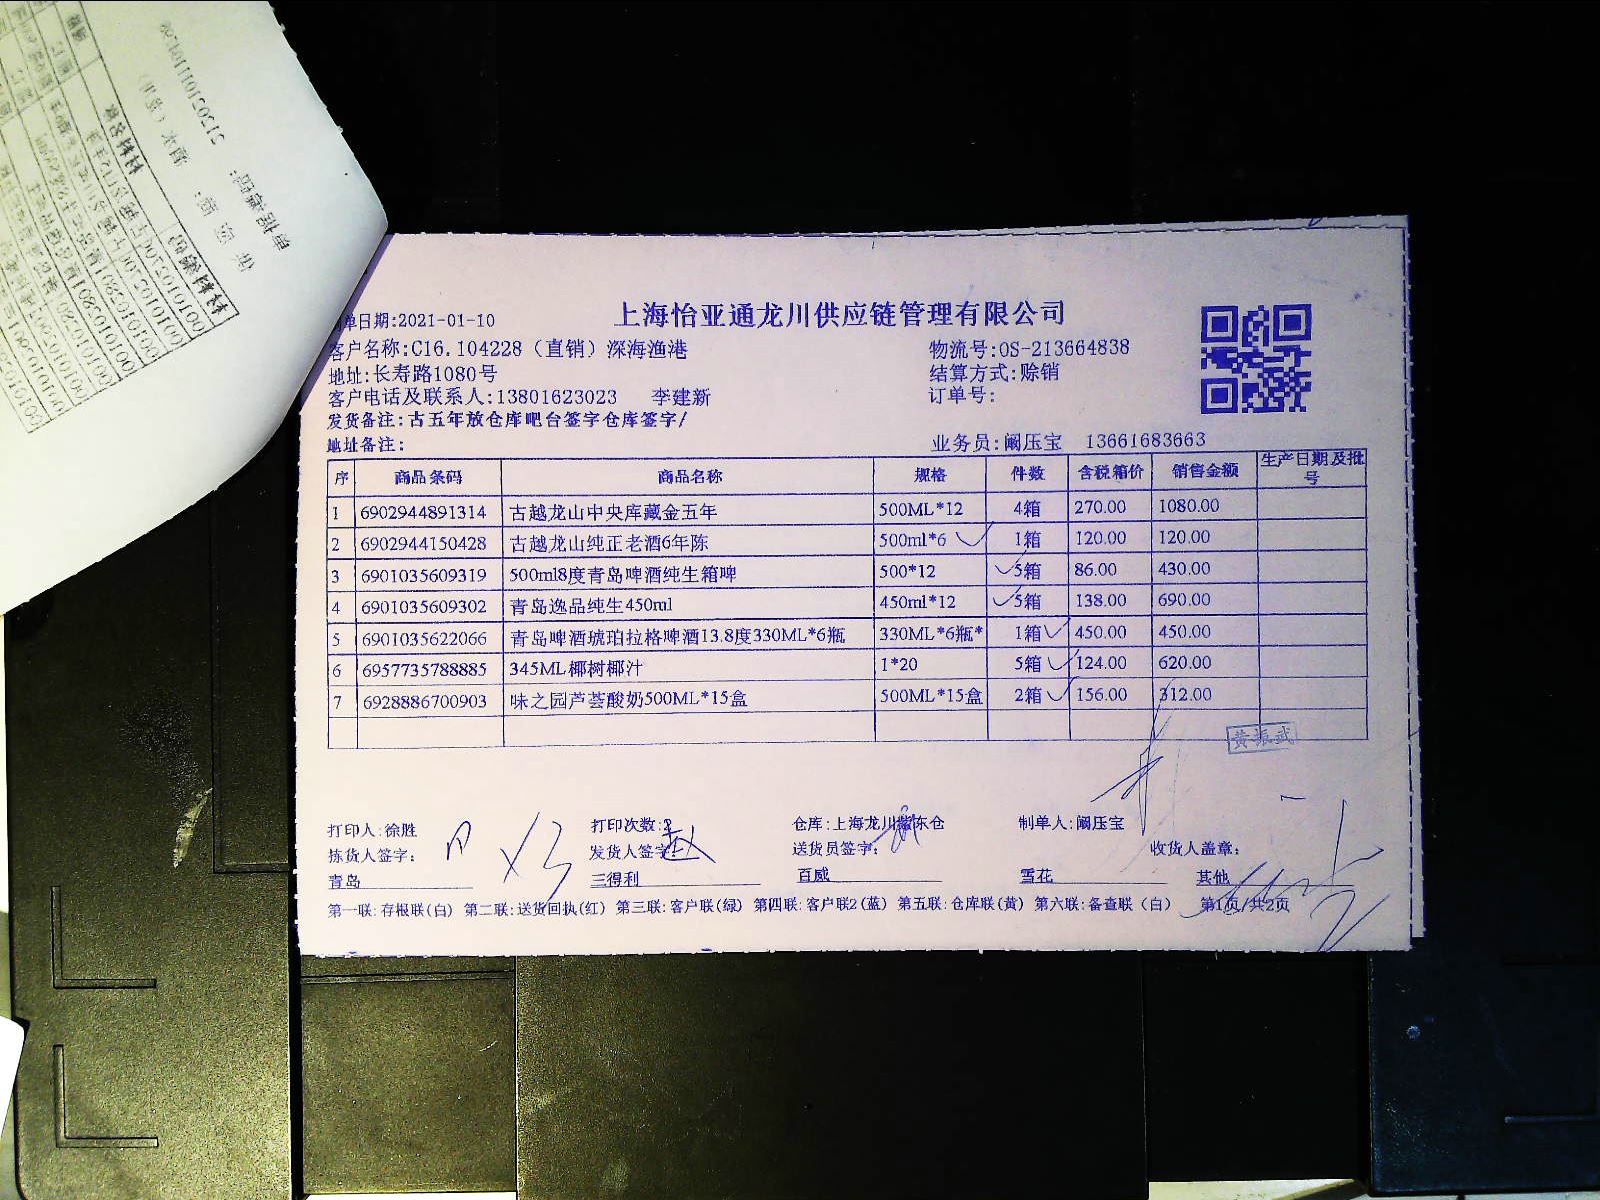 单日期:2021-01-10
上海怡亚通龙川供应链管理有限公司
客户名称:C16.104228（直销）深海渔港
物流号:OS-213664838
地址:长寿路1080号
结算方式:赊销
客户电话及联系人:13801623023 李建新
订单号:
发货备注:古五年放仓库吧台签字仓库签字/
地址备注:
业务员:阚压宝 13661683663
序 商品条码 商品名称 规格 件数 含税箱价 销售金额 生产日期及批号
1 6902944891314 古越龙山中央库藏金五年 500ML*12 4箱 270.00 1080.00
2 6902944150428 古越龙山纯正老酒6年陈 500ml*6 1箱 120.00 120.00
3 6901035609319 500ml8度青岛啤酒纯生箱啤 500*12 5箱 86.00 430.00
4 6901035609302 青岛逸品纯生450ml 450ml*12 5箱 138.00 690.00
5 6901035622066 青岛啤酒琥珀拉格啤酒13.8度330ML*6瓶 330ML*6瓶* 1箱 450.00 450.00
6 6957735788885 345ML椰树椰汁 1*20 5箱 124.00 620.00
7 6928886700903 味之园芦荟酸奶500ML*15盒 500ML*15盒 2箱 156.00 312.00
黄振武
打印人:徐胜 打印次数: 仓库:上海龙川 东仓 制单人:阚压宝
拣货人签字: 发货人签字: 送货员签字: 收货人盖章:
青岛 三得利 百威 雪花 其他
第一联:存根联(白) 第二联:送货回执(红) 第三联:客户联(绿) 第四联:客户联2(蓝) 第五联:仓库联(黄) 第六联:备查联（白） 第1页/共2页